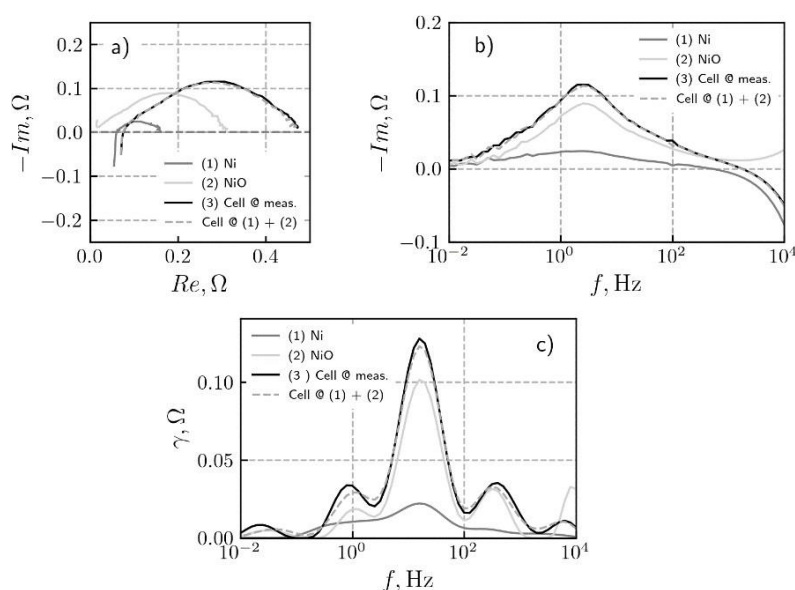 a)
0.2
0.1
0.0
−0.1
−0.2
−Im, Ω
(1) Ni
(2) NiO
(3) Cell @ meas.
Cell @ (1) + (2)
0.0 0.2 0.4
Re, Ω
b)
0.2
0.1
0.0
−0.1
−Im, Ω
(1) Ni
(2) NiO
(3) Cell @ meas.
Cell @ (1) + (2)
10⁻² 10⁰ 10² 10⁴
f, Hz
c)
0.10
0.05
0.00
γ, Ω
(1) Ni
(2) NiO
(3 ) Cell @ meas.
Cell @ (1) + (2)
10⁻² 10⁰ 10² 10⁴
f, Hz